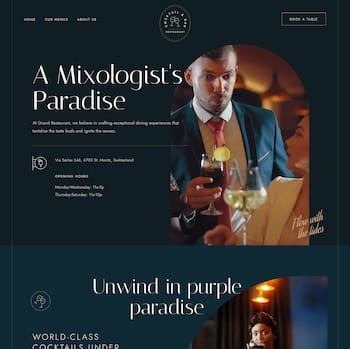 HOME
OUR MENUS
ABOUT US
COCKTAIL BAR
RESTAURANT
BOOK A TABLE
A Mixologist's
Paradise
At Grand Restaurant, we believe in crafting exceptional dining experiences that
tantalize the taste buds and ignite the senses.
Via Serlas 546, 6700 St. Moritz, Switzerland
OPENING HOURS
Monday-Wednesday: 11a-8p
Thursday-Saturday: 11a-10p
Flow with
the tides
Unwind in purple
paradise
WORLD-CLASS
COCKTAILS UNDER